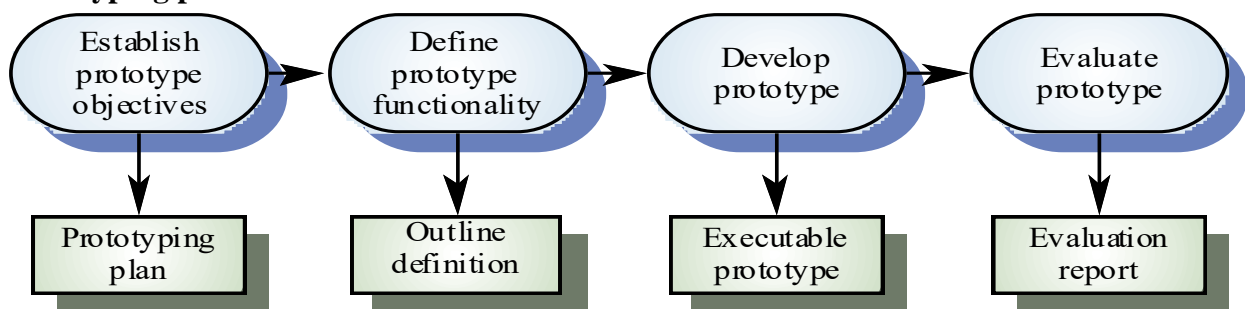 Establish
prototype
objectives
Define
prototype
functionality
Develop
prototype
Evaluate
prototype
Prototyping
plan
Outline
definition
Executable
prototype
Evaluation
report